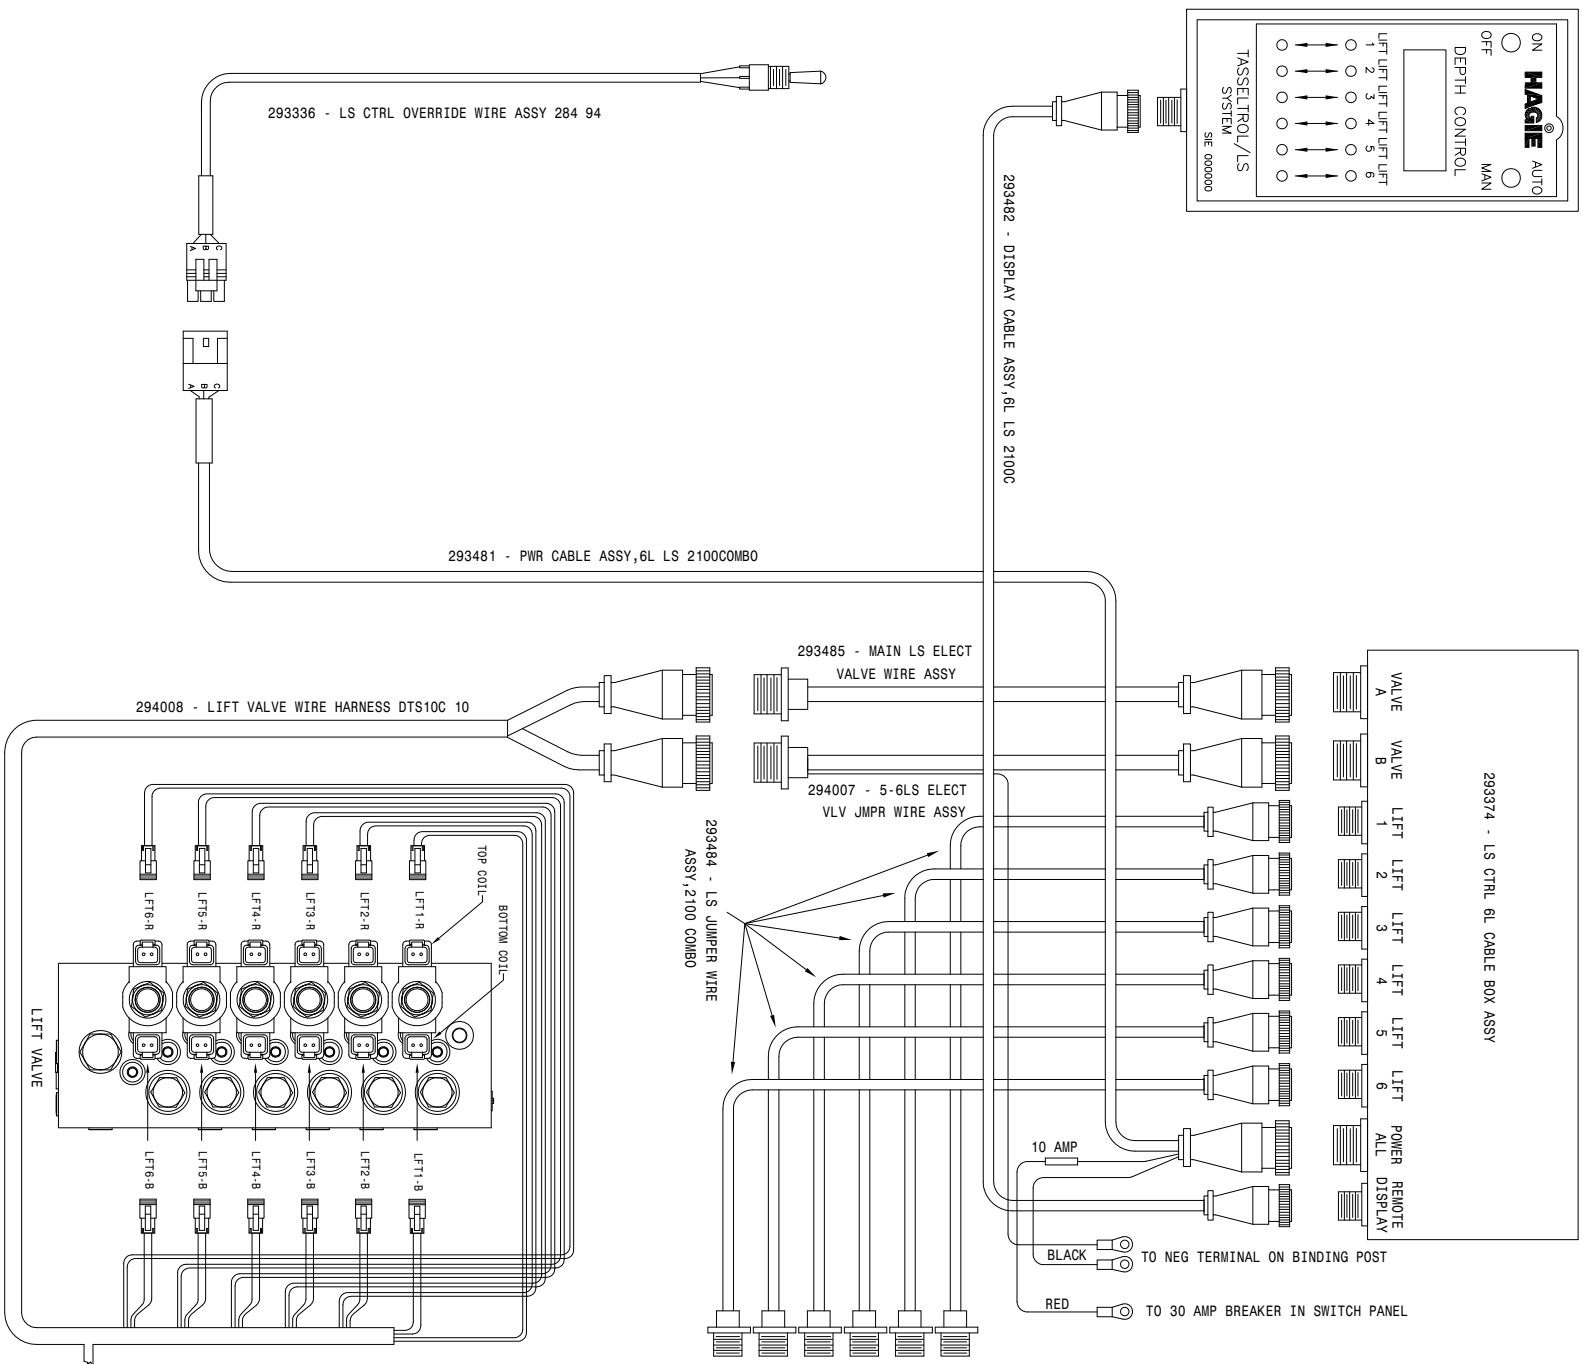 ON
OFF
HAGIE
AUTO
MAN
DEPTH CONTROL
LIFT LIFT LIFT LIFT LIFT LIFT
1 2 3 4 5 6
TASSELTROL/LS
SYSTEM
SIE 000000
293336 - LS CTRL OVERRIDE WIRE ASSY 284 94
A B C
A B C
293482 - DISPLAY CABLE ASSY,6L LS 2100C
293481 - PWR CABLE ASSY,6L LS 2100COMBO
293485 - MAIN LS ELECT
VALVE WIRE ASSY
294008 - LIFT VALVE WIRE HARNESS DTS10C 10
294007 - 5-6LS ELECT
VLV JMPR WIRE ASSY
293484 - LS JUMPER WIRE
ASSY,2100 COMBO
293374 - LS CTRL 6L CABLE BOX ASSY
VALVE
A
VALVE
B
LIFT
1
LIFT
2
LIFT
3
LIFT
4
LIFT
5
LIFT
6
POWER
ALL
REMOTE
DISPLAY
TOP COIL
BOTTOM COIL
LFT6-R
LFT5-R
LFT4-R
LFT3-R
LFT2-R
LFT1-R
LIFT VALVE
LFT6-B
LFT5-B
LFT4-B
LFT3-B
LFT2-B
LFT1-B
10 AMP
BLACK
TO NEG TERMINAL ON BINDING POST
RED
TO 30 AMP BREAKER IN SWITCH PANEL